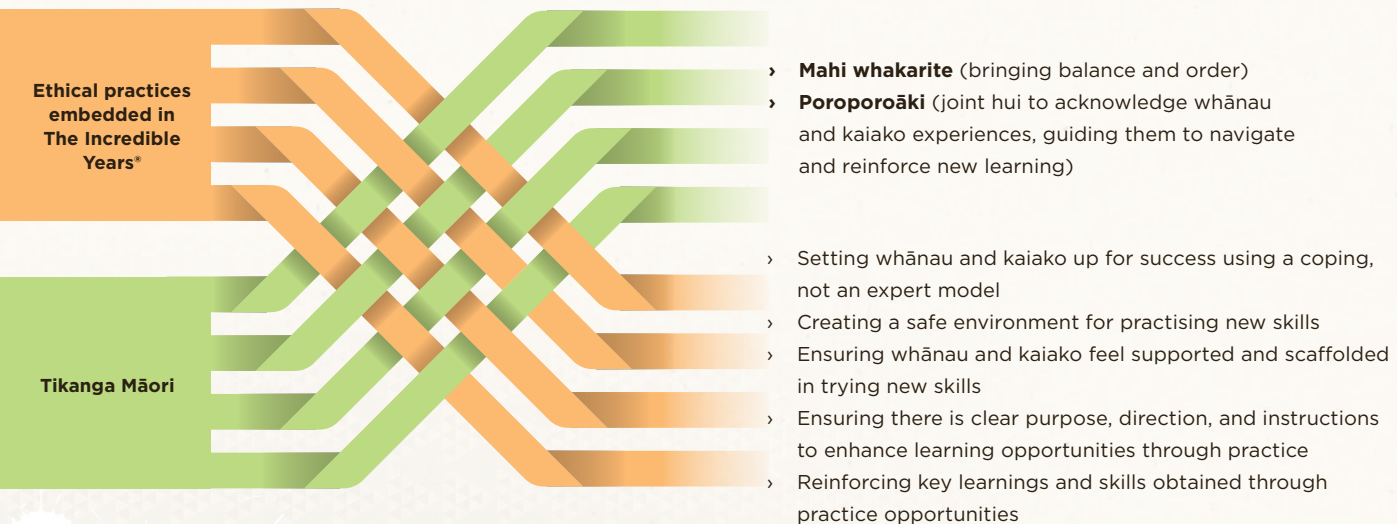 Ethical practices
embedded in
The Incredible
Years®
Tikanga Māori
› Mahi whakarite (bringing balance and order)
› Poroporoāki (joint hui to acknowledge whānau
and kaiako experiences, guiding them to navigate
and reinforce new learning)
› Setting whānau and kaiako up for success using a coping,
not an expert model
› Creating a safe environment for practising new skills
› Ensuring whānau and kaiako feel supported and scaffolded
in trying new skills
› Ensuring there is clear purpose, direction, and instructions
to enhance learning opportunities through practice
› Reinforcing key learnings and skills obtained through
practice opportunities